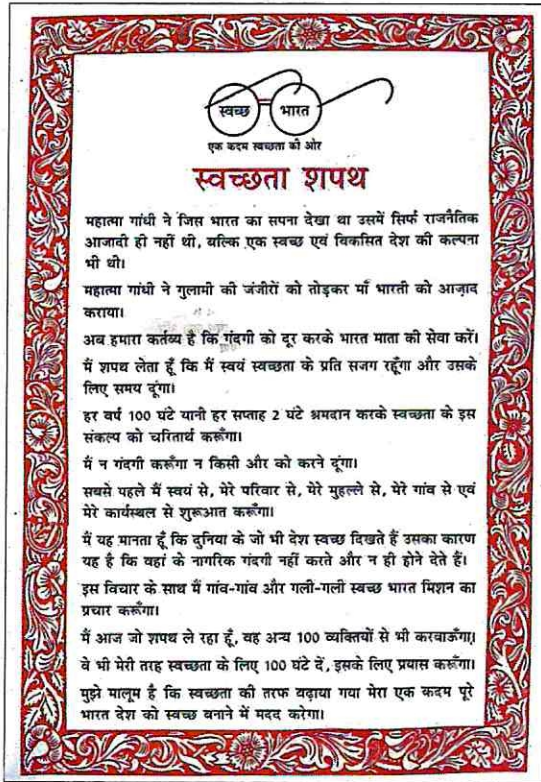 स्वच्छ भारत
एक कदम स्वच्छता की ओर
स्वच्छता शपथ
महात्मा गांधी ने जिस भारत का सपना देखा था उसमें सिर्फ राजनैतिक
आजादी ही नहीं थी, बल्कि एक स्वच्छ एवं विकसित देश की कल्पना
भी थी।
महात्मा गांधी ने गुलामी की जंजीरों को तोड़कर माँ भारती को आज़ाद
कराया।
अब हमारा कर्तव्य है कि गंदगी को दूर करके भारत माता की सेवा करें।
मैं शपथ लेता हूँ कि मैं स्वयं स्वच्छता के प्रति सजग रहूँगा और उसके
लिए समय दूंगा।
हर वर्ष 100 घंटे यानी हर सप्ताह 2 घंटे श्रमदान करके स्वच्छता के इस
संकल्प को चरितार्थ करूँगा।
मैं न गंदगी करूँगा न किसी और को करने दूंगा।
सबसे पहले मैं स्वयं से, मेरे परिवार से, मेरे मुहल्ले से, मेरे गांव से एवं
मेरे कार्यस्थल से शुरूआत करूँगा।
मैं यह मानता हूँ कि दुनिया के जो भी देश स्वच्छ दिखते हैं उसका कारण
यह है कि वहां के नागरिक गंदगी नहीं करते और न ही होने देते हैं।
इस विचार के साथ मैं गांव-गांव और गली-गली स्वच्छ भारत मिशन का
प्रचार करूँगा।
मैं आज जो शपथ ले रहा हूँ, वह अन्य 100 व्यक्तियों से भी करवाऊँगा।
वे भी मेरी तरह स्वच्छता के लिए 100 घंटे दें, इसके लिए प्रयास करूँगा।
मुझे मालूम है कि स्वच्छता की तरफ बढ़ाया गया मेरा एक कदम पूरे
भारत देश को स्वच्छ बनाने में मदद करेगा।